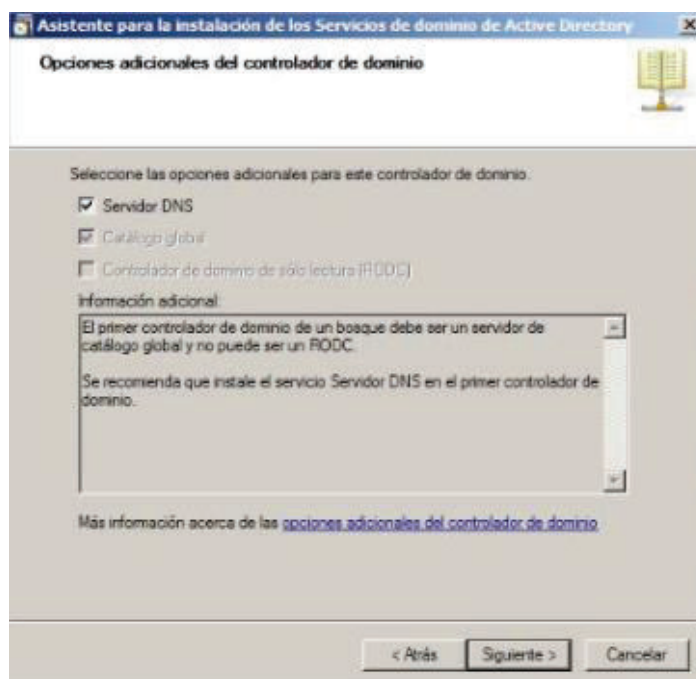 Asistente para la instalación de los Servicios de dominio de Active Directory
Opciones adicionales del controlador de dominio
Seleccione las opciones adicionales para este controlador de dominio.
Servidor DNS
Catálogo global
Controlador de dominio de sólo lectura (RODC)
Información adicional:
El primer controlador de dominio de un bosque debe ser un servidor de
catálogo global y no puede ser un RODC.
Se recomienda que instale el servicio Servidor DNS en el primer controlador de
dominio.
Más información acerca de las opciones adicionales del controlador de dominio
< Atrás
Siguiente >
Cancelar